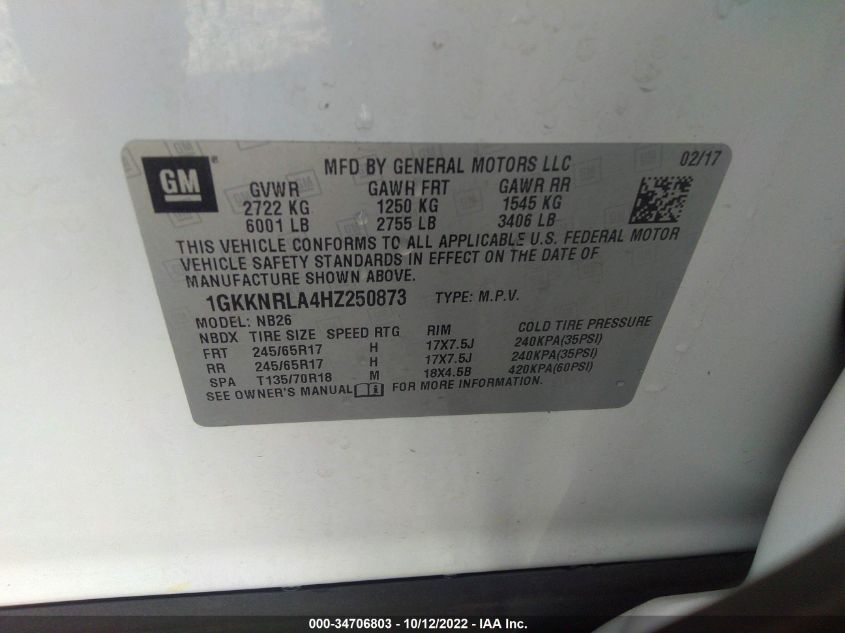 GM
MFD BY GENERAL MOTORS LLC 02/17
GVWR GAWR FRT GAWR RR
2722 KG 1250 KG 1545 KG
6001 LB 2755 LB 3406 LB
THIS VEHICLE CONFORMS TO ALL APPLICABLE U.S. FEDERAL MOTOR
VEHICLE SAFETY STANDARDS IN EFFECT ON THE DATE OF
MANUFACTURE SHOWN ABOVE.
1GKKNRLA4HZ250873 TYPE: M.P.V.
MODEL: NB26
NBDX TIRE SIZE SPEED RTG RIM COLD TIRE PRESSURE
FRT 245/65R17 H 17X7.5J 240KPA(35PSI)
RR 245/65R17 H 17X7.5J 240KPA(35PSI)
SPA T135/70R18 M 18X4.5B 420KPA(60PSI)
SEE OWNER'S MANUAL FOR MORE INFORMATION.
000-34706803 - 10/12/2022 - IAA Inc.